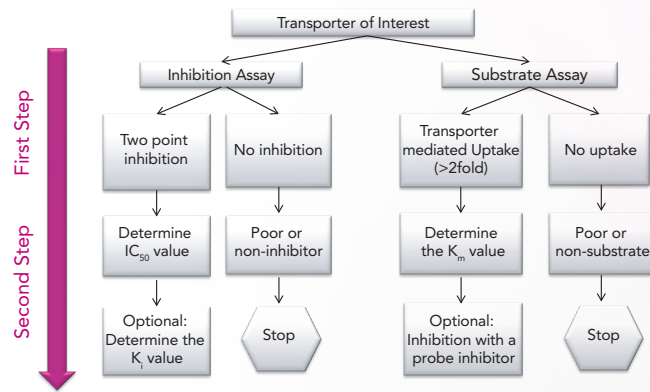 Transporter of Interest
Inhibition Assay
Substrate Assay
First Step
Two point
inhibition
No inhibition
Transporter
mediated Uptake
(>2fold)
No uptake
Second Step
Determine
IC50 value
Poor or
non-inhibitor
Determine
the Km value
Poor or
non-substrate
Optional:
Determine the
Ki value
Stop
Optional:
Inhibition with a
probe inhibitor
Stop